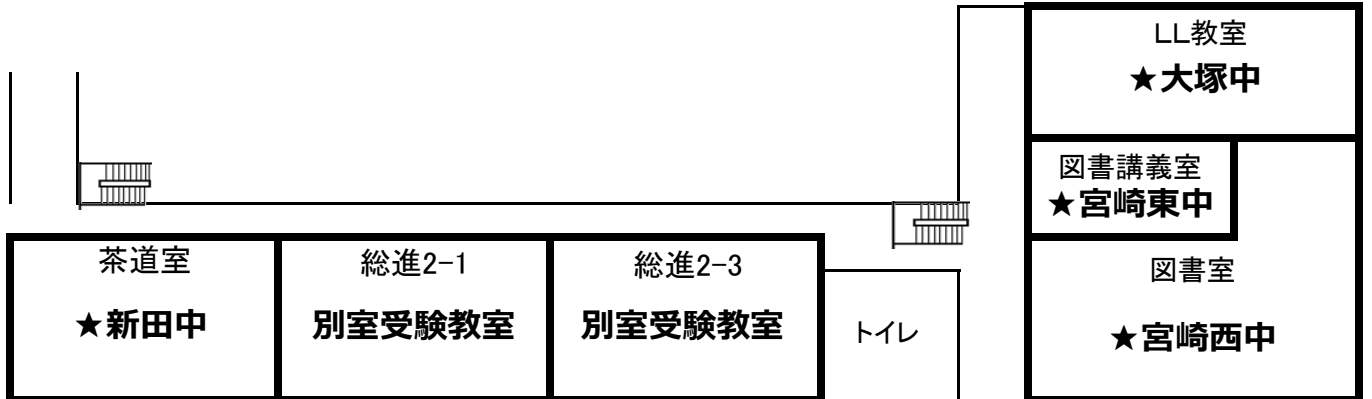 LL教室
★大塚中
図書講義室
★宮崎東中
図書室
★宮崎西中
茶道室
★新田中
総進2-1
別室受験教室
総進2-3
別室受験教室
トイレ